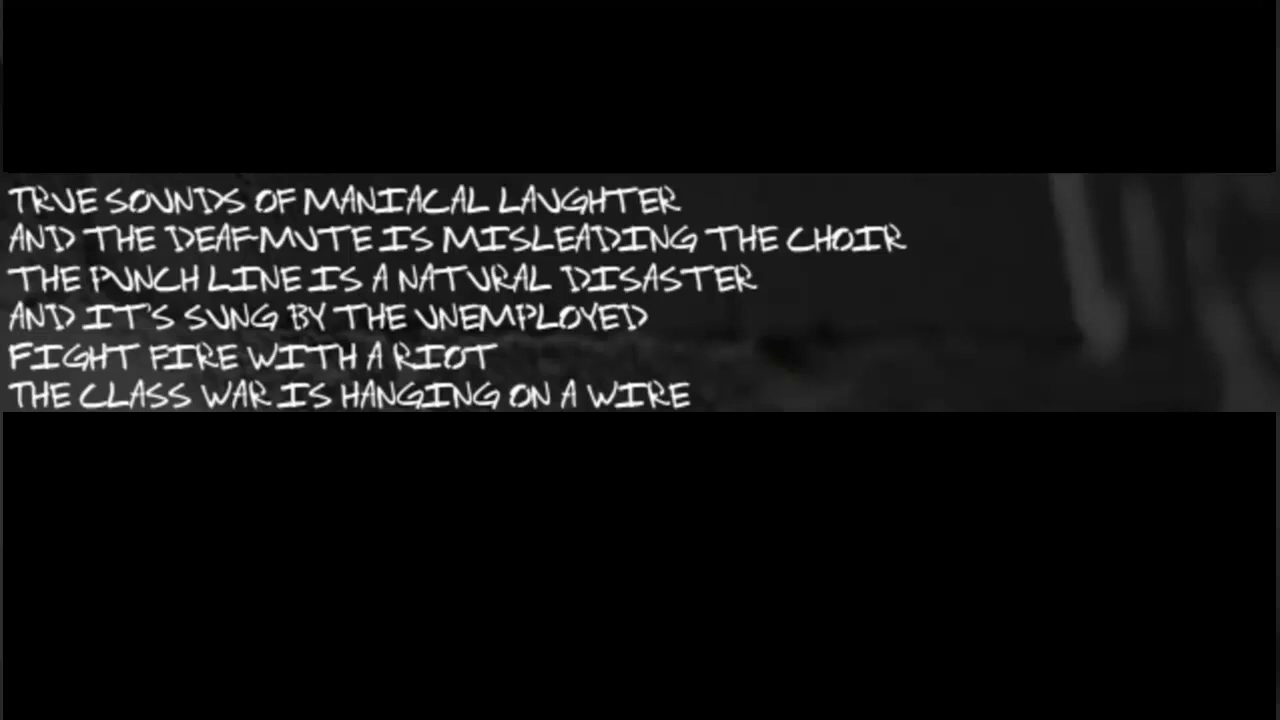 TRUE SOUNDS OF MANIACAL LAUGHTER
AND THE DEAF-MUTE IS MISLEADING THE CHOIR
THE PUNCH LINE IS A NATURAL DISASTER
AND IT'S SUNG BY THE UNEMPLOYED
FIGHT FIRE WITH A RIOT
THE CLASS WAR IS HANGING ON A WIRE